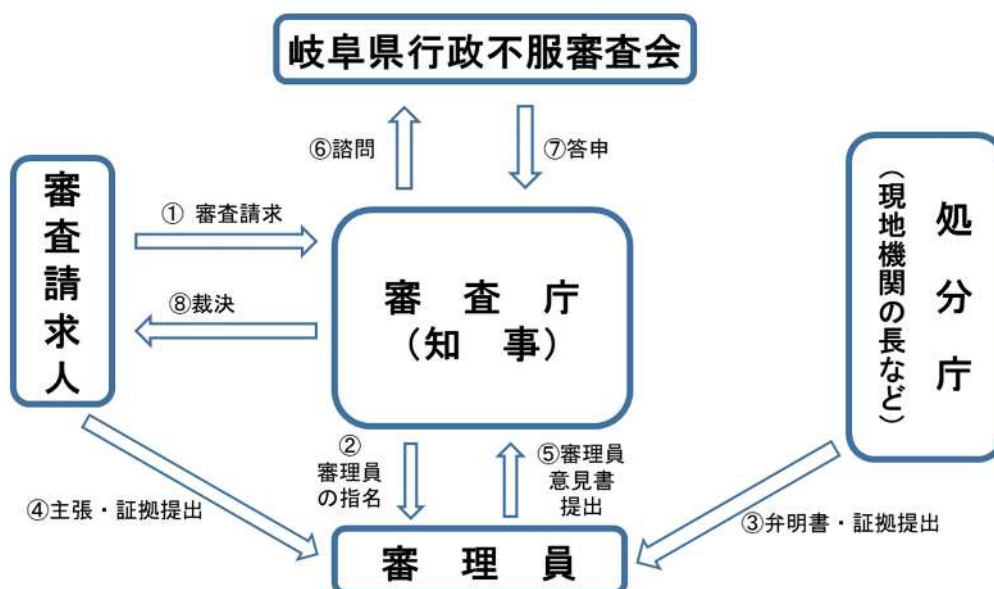 岐阜県行政不服審査会
⑥諮問
⑦答申
審査請求人
① 審査請求
⑧裁決
審 査 庁
（知 事）
処 分 庁
（現地機関の長など）
②
審理員
の指名
⑤審理員
意見書
提出
④主張・証拠提出
③弁明書・証拠提出
審 理 員